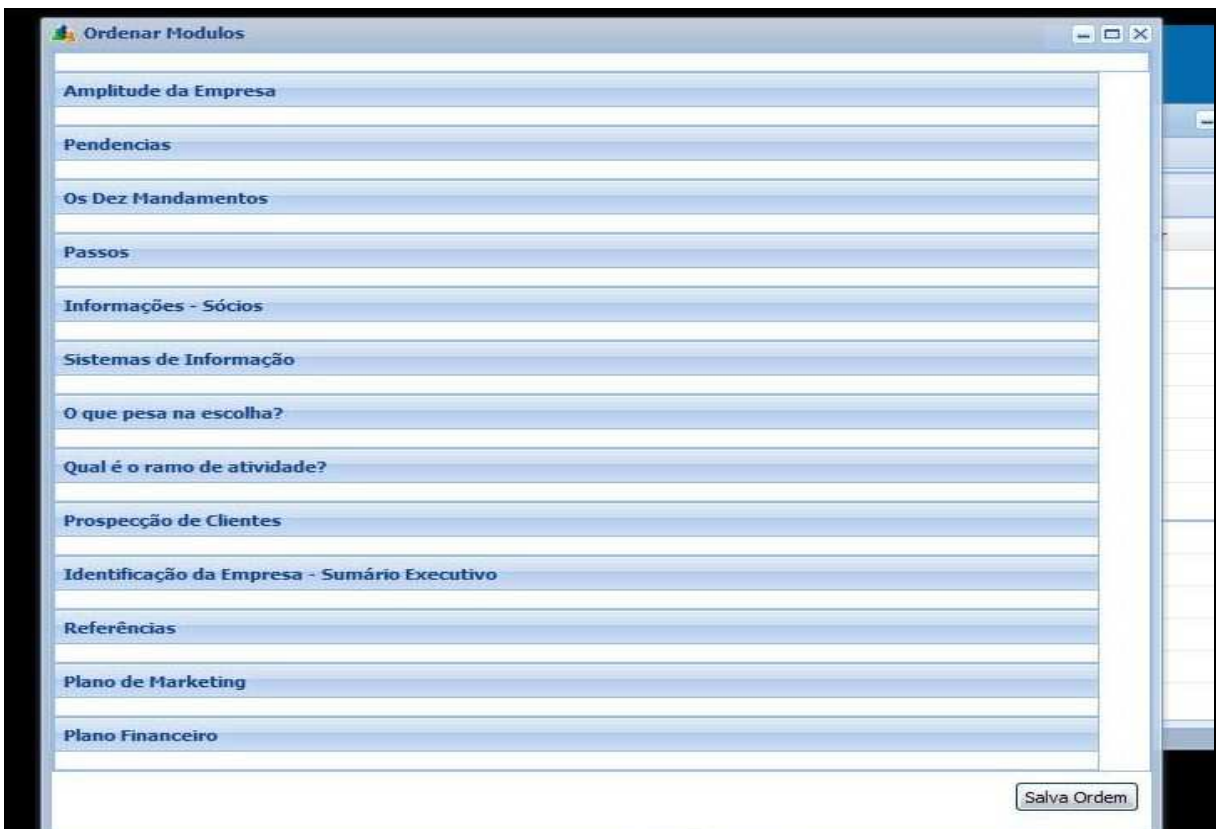 Ordenar Modulos
Amplitude da Empresa
Pendencias
Os Dez Mandamentos
Passos
Informações - Sócios
Sistemas de Informação
O que pesa na escolha?
Qual é o ramo de atividade?
Prospecção de Clientes
Identificação da Empresa - Sumário Executivo
Referências
Plano de Marketing
Plano Financeiro
Salva Ordem